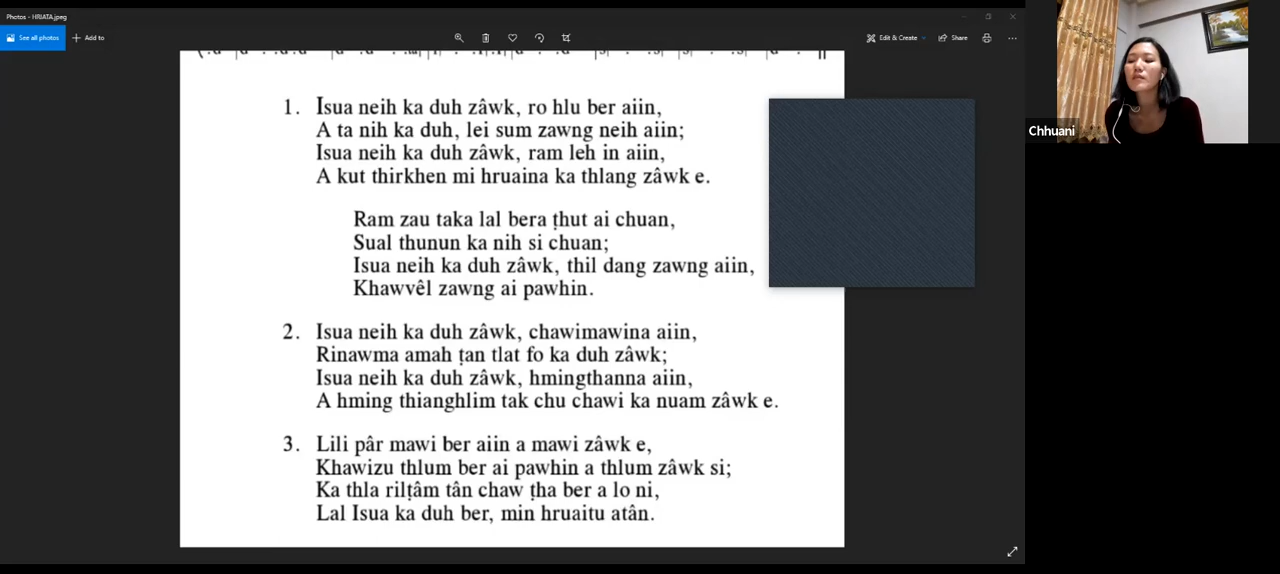 Photos - HRIATA.jpeg
See all photos
Add to
Edit & Create
Share
1. Isua neih ka duh zâwk, ro hlu ber aiin,
A ta nih ka duh, lei sum zawng neih aiin;
Isua neih ka duh zâwk, ram leh in aiin,
A kut thirkhen mi hruaina ka thlang zâwk e.
Ram zau taka lal bera ṭhut ai chuan,
Sual thunun ka nih si chuan;
Isua neih ka duh zâwk, thil dang zawng aiin,
Khawvêl zawng ai pawhin.
2. Isua neih ka duh zâwk, chawimawina aiin,
Rinawma amah ṭan tlat fo ka duh zâwk;
Isua neih ka duh zâwk, hmingthanna aiin,
A hming thianghlim tak chu chawi ka nuam zâwk e.
3. Lili pâr mawi ber aiin a mawi zâwk e,
Khawizu thlum ber ai pawhin a thlum zâwk si;
Ka thla rilṭâm tân chaw ṭha ber a lo ni,
Lal Isua ka duh ber, min hruaitu atân.
Chhuani